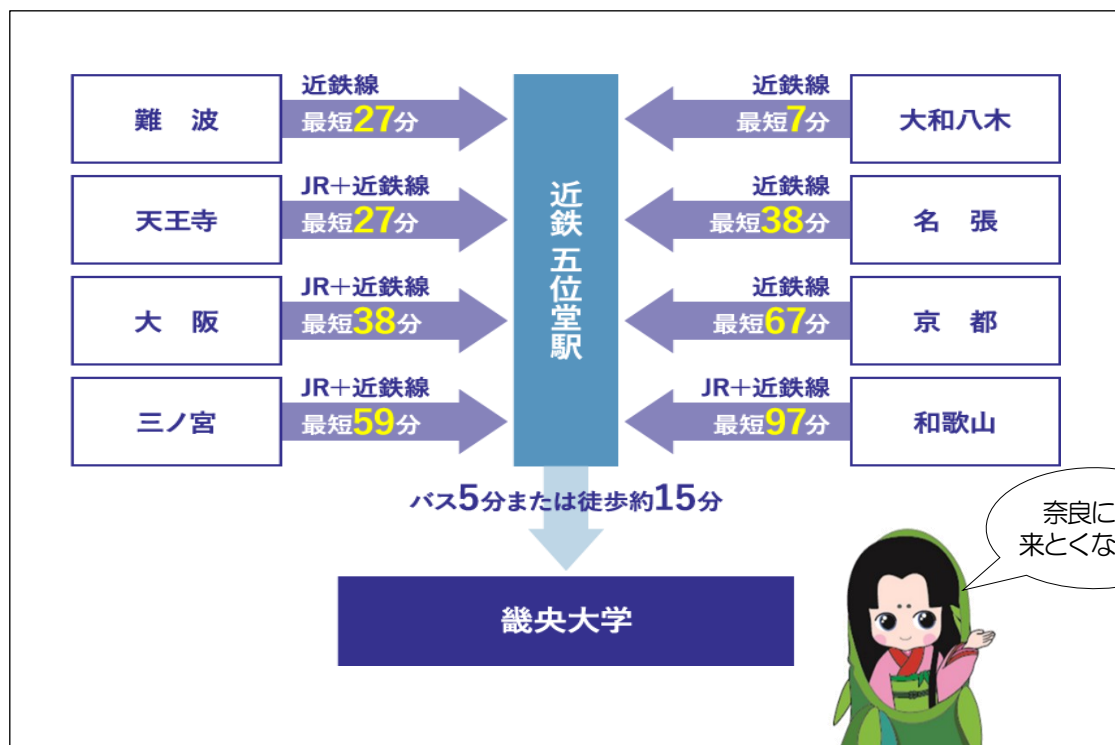 難 波
近鉄線
最短27分
天王寺
JR+近鉄線
最短27分
大 阪
JR+近鉄線
最短38分
三ノ宮
JR+近鉄線
最短59分
近鉄 五位堂駅
近鉄線
最短7分
大和八木
近鉄線
最短38分
名 張
近鉄線
最短67分
京 都
JR+近鉄線
最短97分
和歌山
バス5分または徒歩約15分
畿央大学
奈良に
来とくな